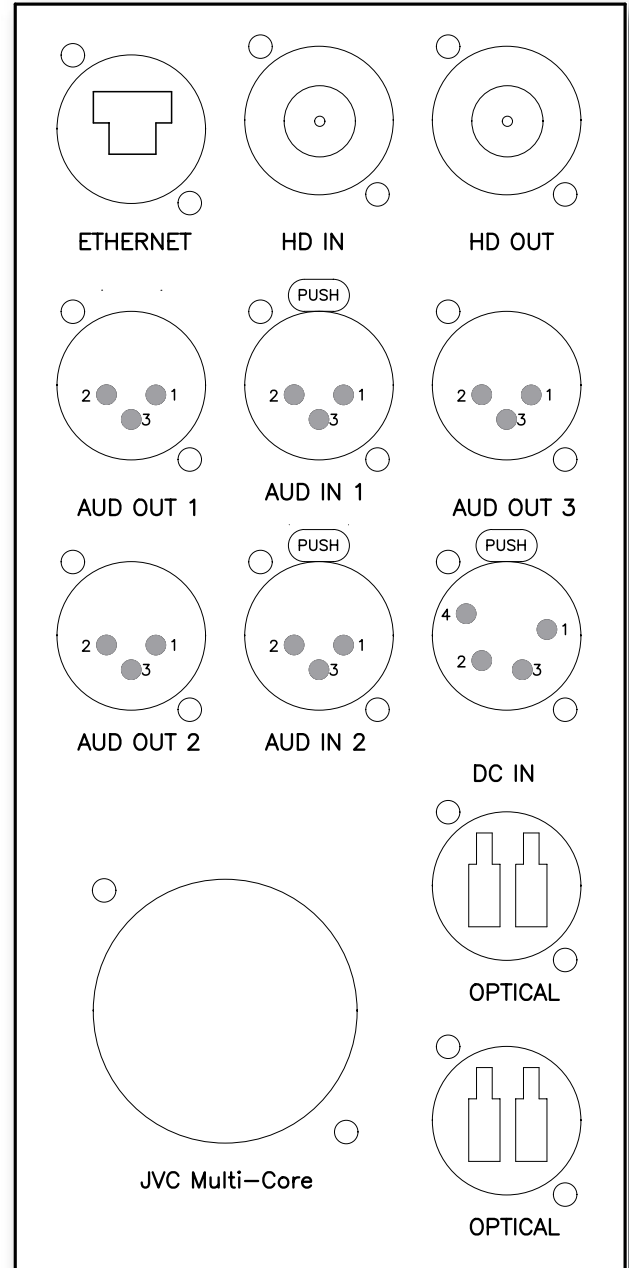 ETHERNET
HD IN
HD OUT
PUSH
2 1 3
2 1 3
2 1 3
AUD OUT 1
AUD IN 1
AUD OUT 3
PUSH
PUSH
2 1 3
2 1 3
4 1 2 3
AUD OUT 2
AUD IN 2
DC IN
OPTICAL
JVC Multi-Core
OPTICAL